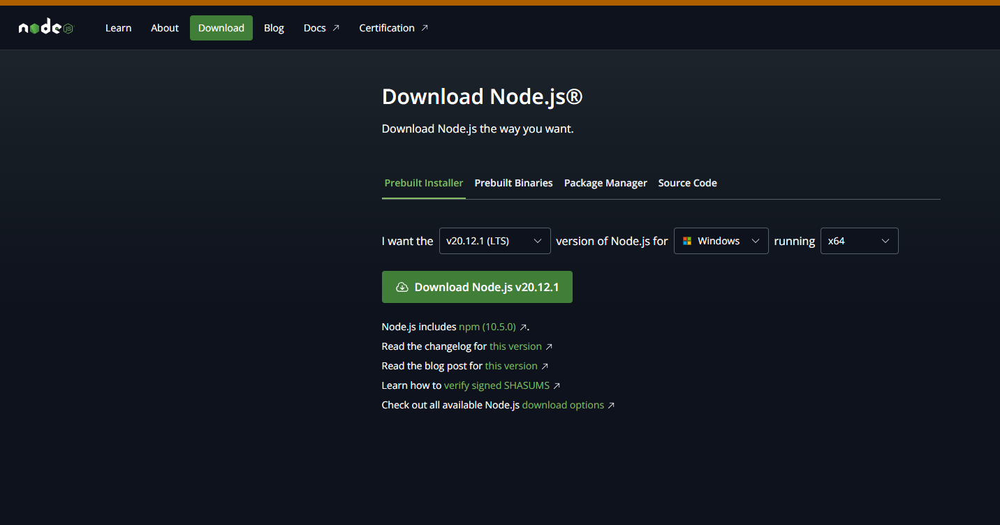 node JS
Learn About Download Blog Docs Certification
Download Node.js®
Download Node.js the way you want.
Prebuilt Installer Prebuilt Binaries Package Manager Source Code
I want the v20.12.1 (LTS) version of Node.js for Windows running x64
Download Node.js v20.12.1
Node.js includes npm (10.5.0) .
Read the changelog for this version
Read the blog post for this version
Learn how to verify signed SHASUMS
Check out all available Node.js download options